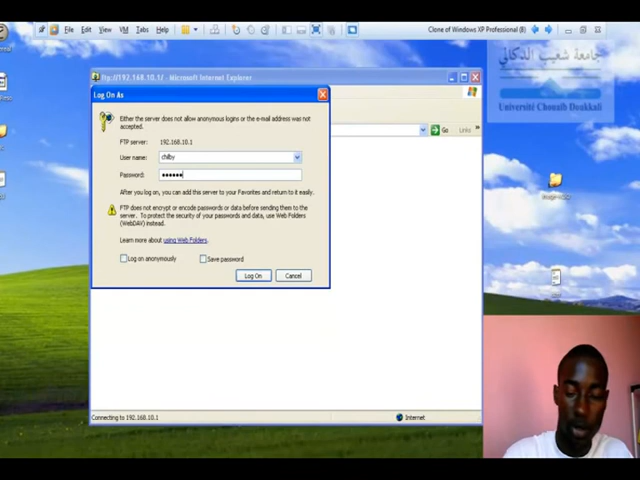 File Edit View VM Tabs Help
Clone of Windows XP Professional (8)
جامعة شعيب الدكالي
Université Chouaib Doukkali
ftp://192.168.10.1/ - Microsoft Internet Explorer
Log On As
Either the server does not allow anonymous logins or the e-mail address was not
accepted.
FTP server: 192.168.10.1
User name: chilby
Password: ••••••
After you log on, you can add this server to your Favorites and return to it easily.
FTP does not encrypt or encode passwords or data before sending them to the
server. To protect the security of your passwords and data, use Web Folders
(WebDAV) instead.
Learn more about using Web Folders.
Log on anonymously Save password
Log On Cancel
Go Links »
Connecting to 192.168.10.1 Internet